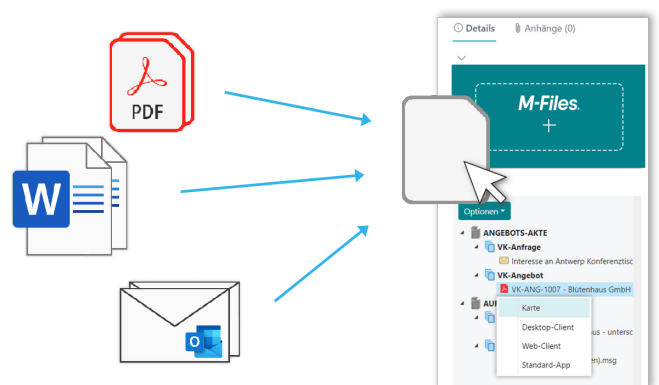 Details
Anhänge (0)
PDF
M-Files.
W
Optionen
ANGEBOTS-AKTE
VK-Anfrage
Interesse an Antwerp Konferenztisc
VK-Angebot
VK-ANG-1007 - Blütenhaus GmbH
AU
Karte
Desktop-Client
us - untersc
Web-Client
en).msg
Standard-App